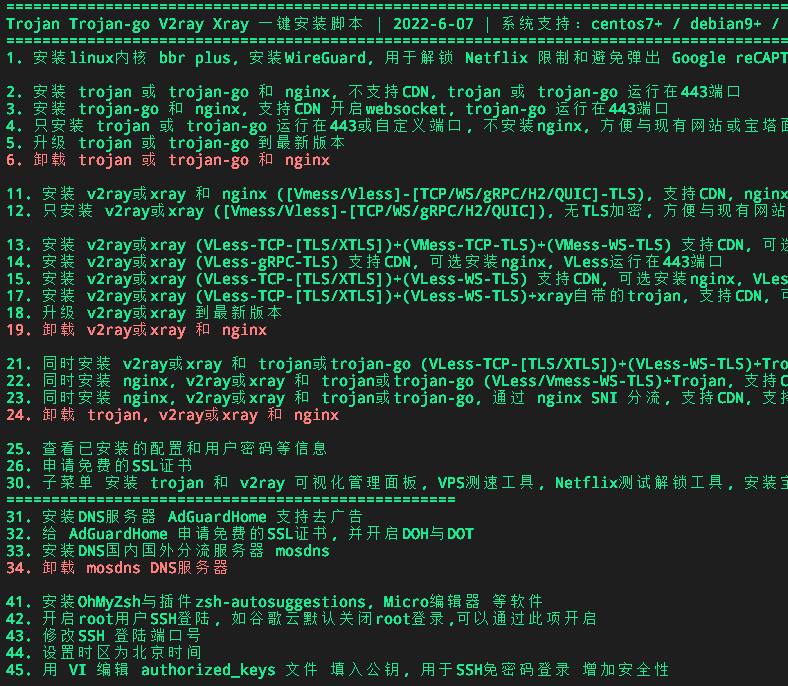 ==================================================
Trojan Trojan-go V2ray Xray 一键安装脚本 | 2022-6-07 | 系统支持: centos7+ / debian9+ /
==================================================
1. 安装linux内核 bbr plus, 安装WireGuard, 用于解锁 Netflix 限制和避免弹出 Google reCAPT
2. 安装 trojan 或 trojan-go 和 nginx, 不支持CDN, trojan 或 trojan-go 运行在443端口
3. 安装 trojan-go 和 nginx, 支持CDN 开启websocket, trojan-go 运行在443端口
4. 只安装 trojan 或 trojan-go 运行在443或自定义端口, 不安装nginx, 方便与现有网站或宝塔面
5. 升级 trojan 或 trojan-go 到最新版本
6. 卸载 trojan 或 trojan-go 和 nginx
11. 安装 v2ray或xray 和 nginx ([Vmess/Vless]-[TCP/WS/gRPC/H2/QUIC]-TLS), 支持CDN, nginx
12. 只安装 v2ray或xray ([Vmess/Vless]-[TCP/WS/gRPC/H2/QUIC]), 无TLS加密, 方便与现有网站
13. 安装 v2ray或xray (VLess-TCP-[TLS/XTLS])+(VMess-TCP-TLS)+(VMess-WS-TLS) 支持CDN, 可选
14. 安装 v2ray或xray (VLess-gRPC-TLS) 支持CDN, 可选安装nginx, VLess运行在443端口
15. 安装 v2ray或xray (VLess-TCP-[TLS/XTLS])+(VLess-WS-TLS) 支持CDN, 可选安装nginx, VLes
17. 安装 v2ray或xray (VLess-TCP-[TLS/XTLS])+(VLess-WS-TLS)+xray自带的trojan, 支持CDN, 可
18. 升级 v2ray或xray 到最新版本
19. 卸载 v2ray或xray 和 nginx
21. 同时安装 v2ray或xray 和 trojan或trojan-go (VLess-TCP-[TLS/XTLS])+(VLess-WS-TLS)+Tro
22. 同时安装 nginx, v2ray或xray 和 trojan或trojan-go (VLess/Vmess-WS-TLS)+Trojan, 支持C
23. 同时安装 nginx, v2ray或xray 和 trojan或trojan-go, 通过 nginx SNI 分流, 支持CDN, 支持
24. 卸载 trojan, v2ray或xray 和 nginx
25. 查看已安装的配置和用户密码等信息
26. 申请免费的SSL证书
30. 子菜单 安装 trojan 和 v2ray 可视化管理面板, VPS测速工具, Netflix测试解锁工具, 安装宝
==================================================
31. 安装DNS服务器 AdGuardHome 支持去广告
32. 给 AdGuardHome 申请免费的SSL证书, 并开启DOH与DOT
33. 安装DNS国内国外分流服务器 mosdns
34. 卸载 mosdns DNS服务器
41. 安装OhMyZsh与插件zsh-autosuggestions, Micro编辑器 等软件
42. 开启root用户SSH登陆, 如谷歌云默认关闭root登录,可以通过此项开启
43. 修改SSH 登陆端口号
44. 设置时区为北京时间
45. 用 VI 编辑 authorized_keys 文件 填入公钥, 用于SSH免密码登录 增加安全性